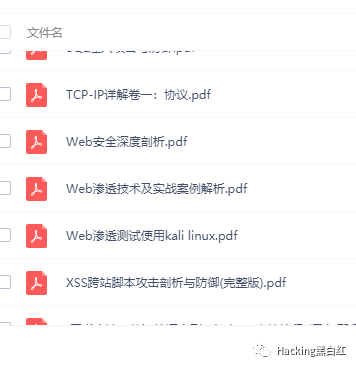 文件名
TCP-IP详解卷一：协议.pdf
Web安全深度剖析.pdf
Web渗透技术及实战案例解析.pdf
Web渗透测试使用kali linux.pdf
XSS跨站脚本攻击剖析与防御(完整版).pdf
Hacking黑白红